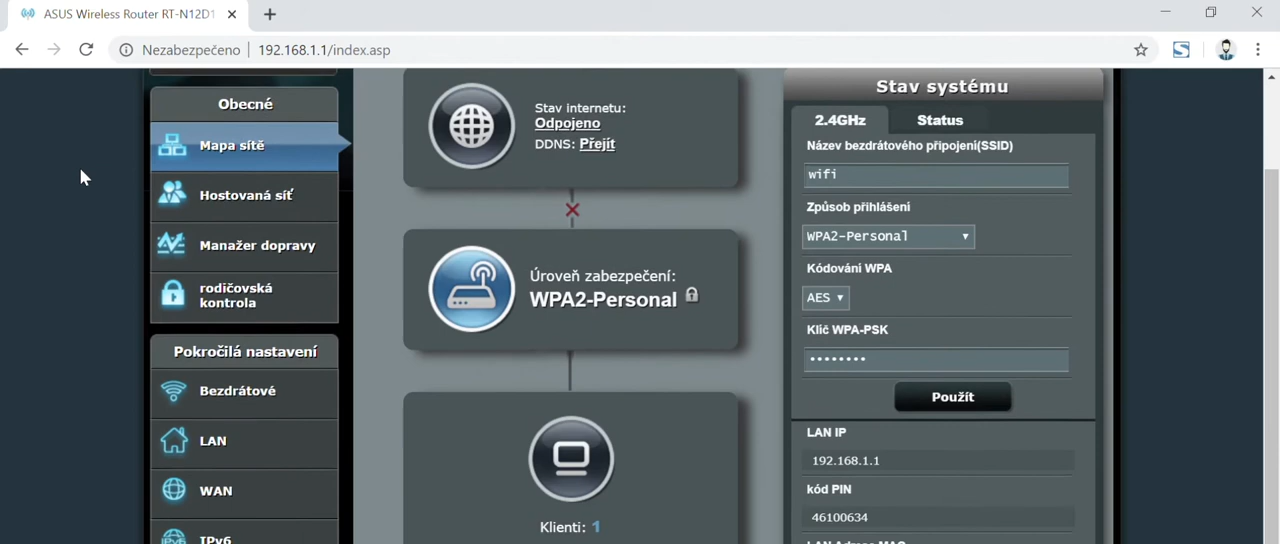 ASUS Wireless Router RT-N12D1
Nezabezpečeno
192.168.1.1/index.asp
Obecné
Mapa sítě
Hostovaná síť
Manažer dopravy
rodičovská
kontrola
Pokročilá nastavení
Bezdrátové
LAN
WAN
IPv6
Stav internetu:
Odpojeno
DDNS: Přejít
Úroveň zabezpečení:
WPA2-Personal
Klienti: 1
Stav systému
2.4GHz
Status
Název bezdrátového připojení(SSID)
wifi
Způsob přihlášení
WPA2-Personal
Kódování WPA
AES
Klíč WPA-PSK
••••••••
Použít
LAN IP
192.168.1.1
kód PIN
46100634